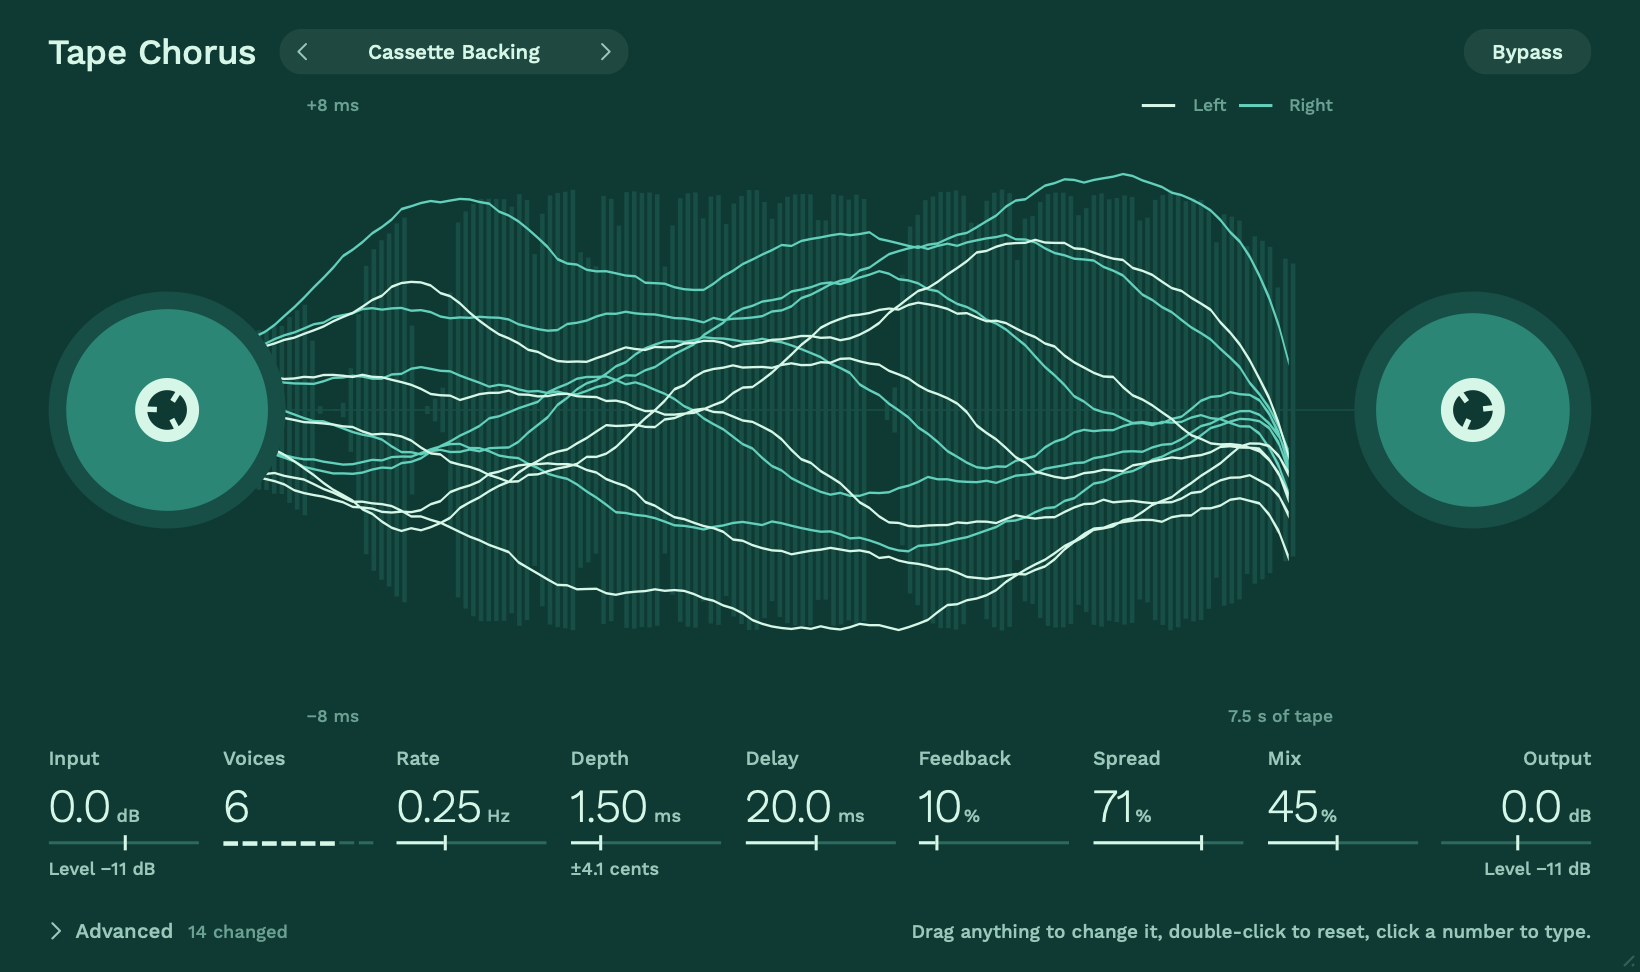 Tape Chorus
Cassette Backing
Bypass
+8 ms
Left
Right
−8 ms
7.5 s of tape
Input
Voices
Rate
Depth
Delay
Feedback
Spread
Mix
Output
0.0 dB
6
0.25 Hz
1.50 ms
20.0 ms
10 %
71 %
45 %
0.0 dB
Level −11 dB
±4.1 cents
Level −11 dB
Advanced
14 changed
Drag anything to change it, double-click to reset, click a number to type.